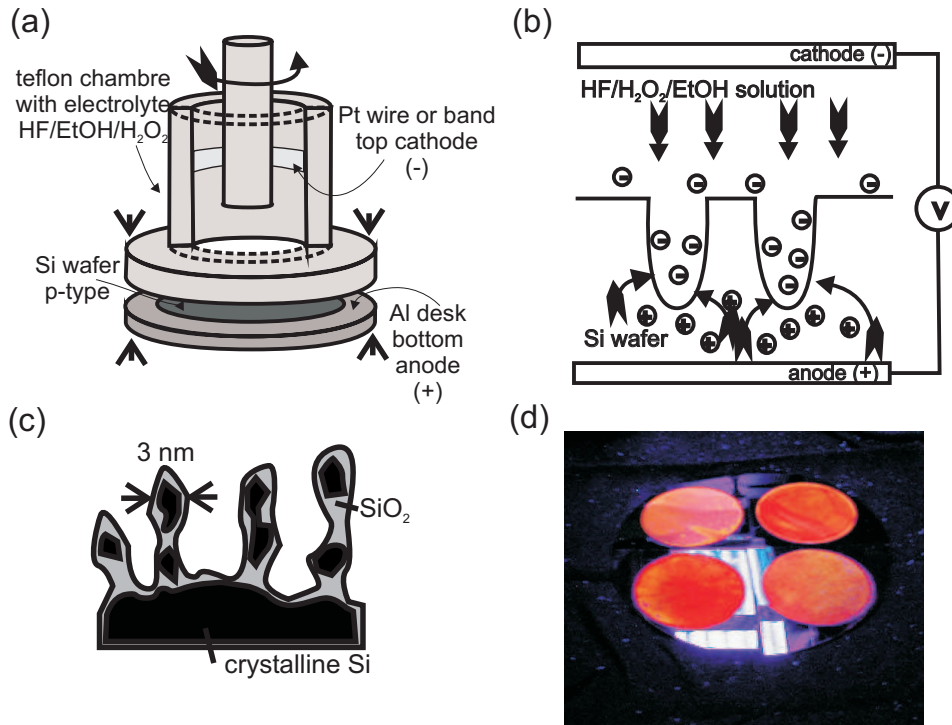 (a)
teflon chambre
with electrolyte
HF/EtOH/H₂O₂
Pt wire or band
top cathode
(-)
Si wafer
p-type
Al desk
bottom
anode
(+)
(b)
cathode (-)
HF/H₂O₂/EtOH solution
V
Si wafer
anode (+)
(c)
3 nm
SiO₂
crystalline Si
(d)